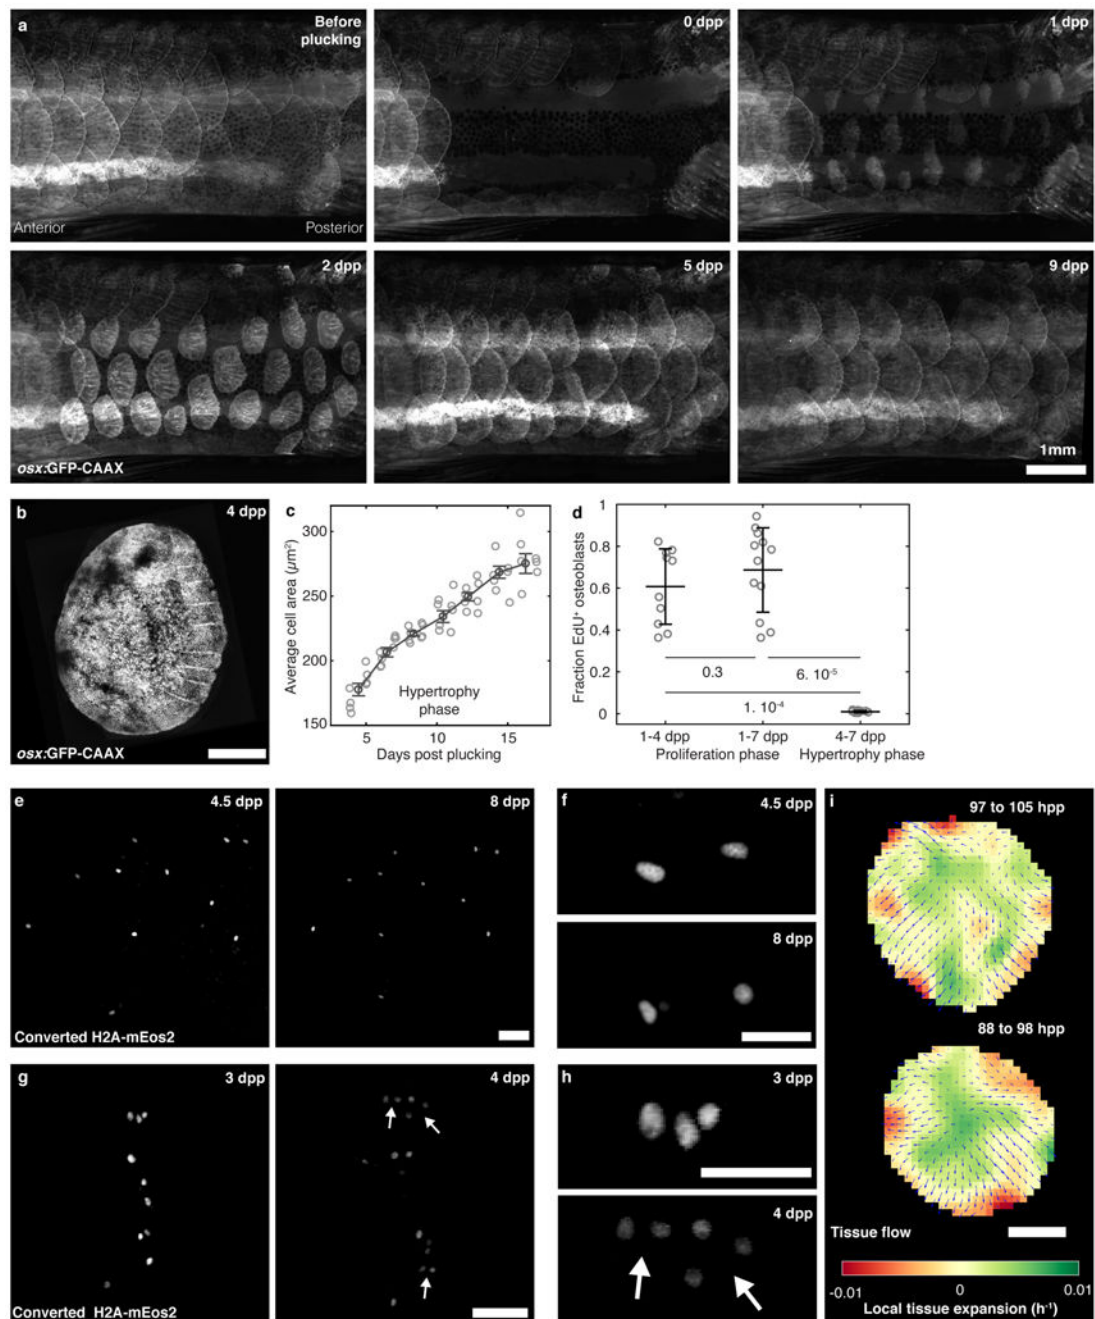 a
Before
plucking
0 dpp
1 dpp
Anterior
Posterior
2 dpp
5 dpp
9 dpp
osx:GFP-CAAX
1mm
b
4 dpp
osx:GFP-CAAX
c
300
250
200
150
Average cell area (µm²)
Hypertrophy
phase
5
10
15
Days post plucking
d
1
0.8
0.6
0.4
0.2
0
Fraction EdU⁺ osteoblasts
0.3
6. 10⁻⁵
1. 10⁻⁴
1-4 dpp
1-7 dpp
4-7 dpp
Proliferation phase
Hypertrophy phase
e
4.5 dpp
8 dpp
Converted H2A-mEos2
f
4.5 dpp
8 dpp
g
3 dpp
4 dpp
Converted H2A-mEos2
h
3 dpp
4 dpp
i
97 to 105 hpp
88 to 98 hpp
Tissue flow
-0.01
0
0.01
Local tissue expansion (h⁻¹)